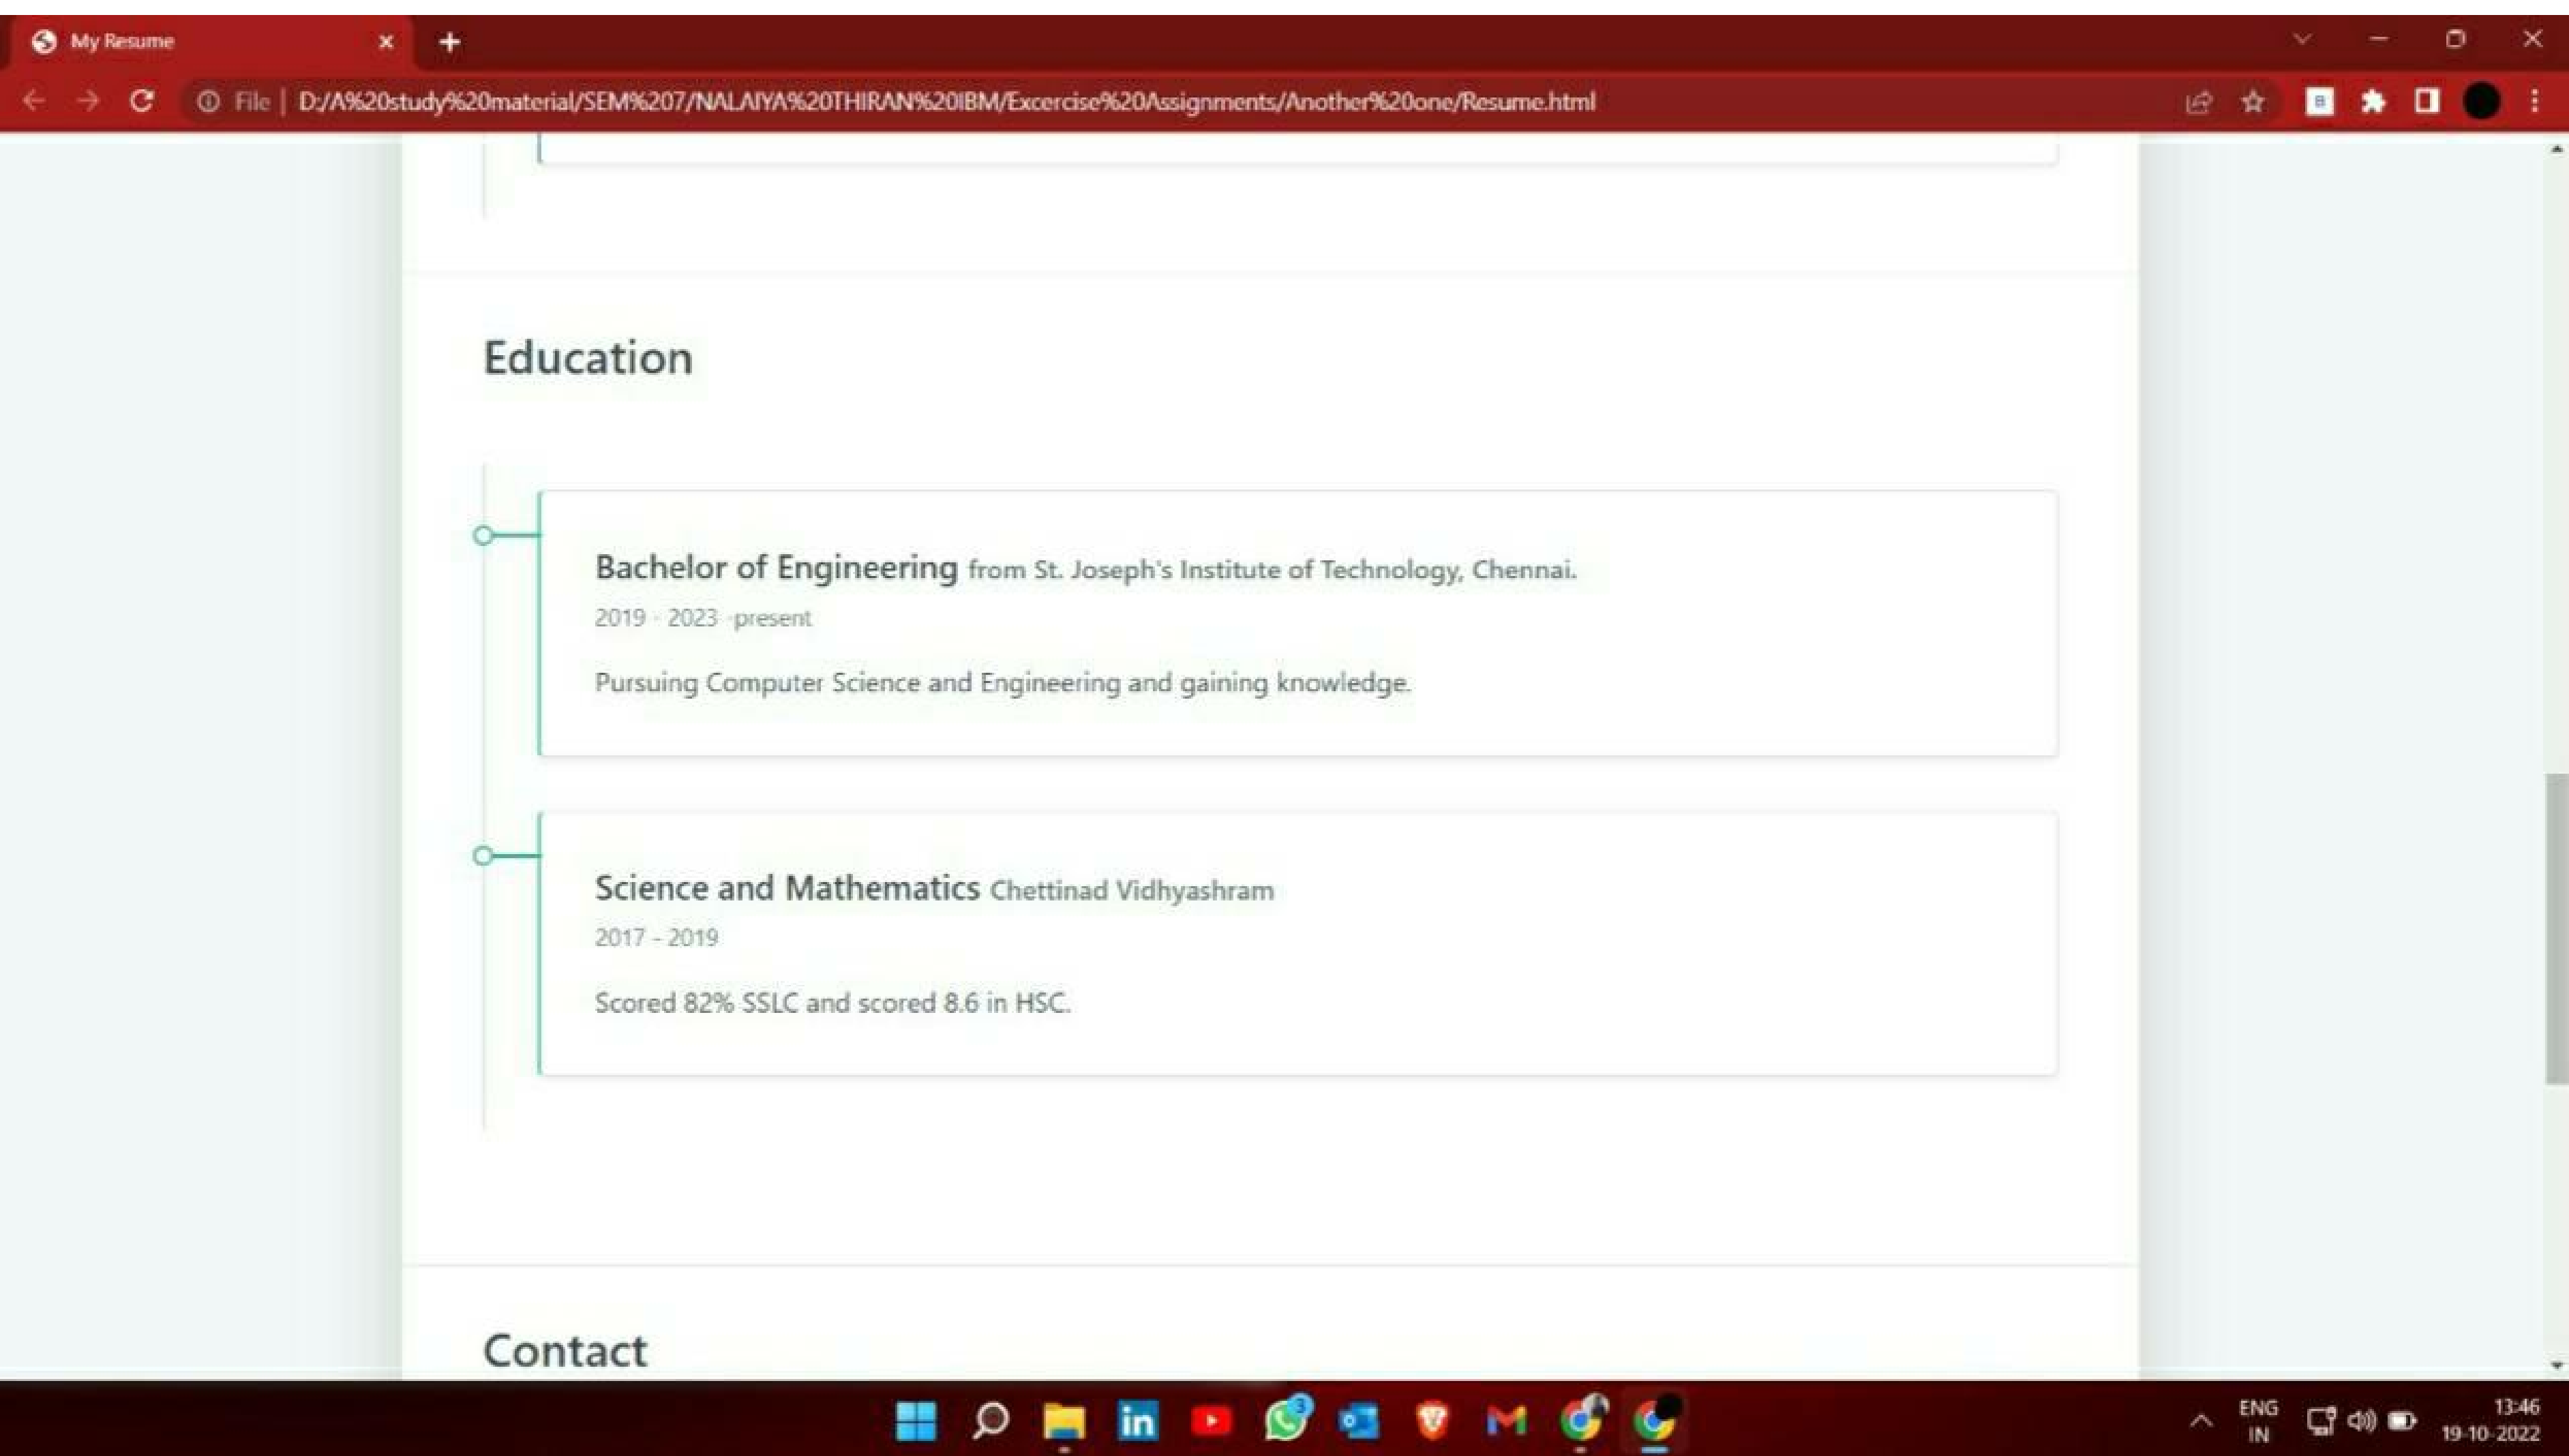 My Resume
File | D:/A%20study%20material/SEM%207/NALAIYA%20THIRAN%20IBM/Excercise%20Assignments/Another%20one/Resume.html
B
Education
Bachelor of Engineering from St. Joseph's Institute of Technology, Chennai.
2019 - 2023 -present
Pursuing Computer Science and Engineering and gaining knowledge.
Science and Mathematics Chettinad Vidhyashram
2017 - 2019
Scored 82% SSLC and scored 8.6 in HSC.
Contact
in
3
ENG
IN
13:46
19-10-2022